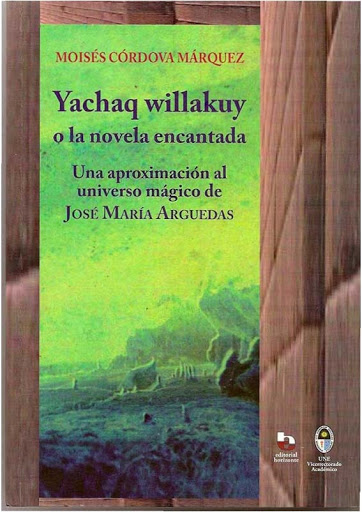 MOISÉS CÓRDOVA MÁRQUEZ
Yachaq willakuy
o la novela encantada
Una aproximación al
universo mágico de
JOSÉ MARÍA ARGUEDAS
editorial
horizonte
UNE
Vicerrectorado
Académico